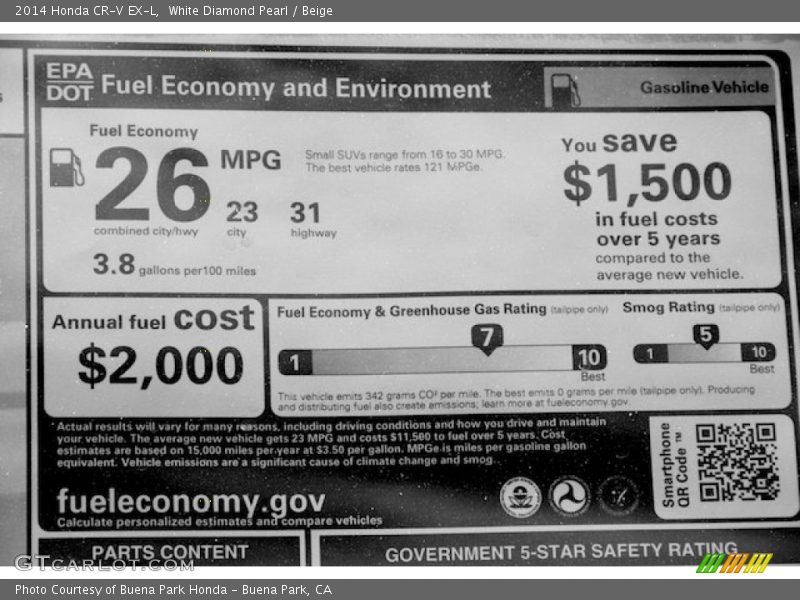 2014 Honda CR-V EX-L, White Diamond Pearl / Beige
EPA
DOT
Fuel Economy and Environment
Gasoline Vehicle
Fuel Economy
26 MPG
combined city/hwy
23
city
31
highway
Small SUVs range from 16 to 30 MPG.
The best vehicle rates 121 MPGe.
3.8 gallons per 100 miles
You save
$1,500
in fuel costs
over 5 years
compared to the
average new vehicle.
Annual fuel cost
$2,000
Fuel Economy & Greenhouse Gas Rating (tailpipe only)
1
7
10
Best
Smog Rating (tailpipe only)
1
5
10
Best
This vehicle emits 342 grams CO² per mile. The best emits 0 grams per mile (tailpipe only). Producing
and distributing fuel also create emissions; learn more at fueleconomy.gov.
Actual results will vary for many reasons, including driving conditions and how you drive and maintain
your vehicle. The average new vehicle gets 23 MPG and costs $11,500 to fuel over 5 years. Cost
estimates are based on 15,000 miles per year at $3.50 per gallon. MPGe is miles per gasoline gallon
equivalent. Vehicle emissions are a significant cause of climate change and smog.
fueleconomy.gov
Calculate personalized estimates and compare vehicles
Smartphone
QR Code ™
PARTS CONTENT
GOVERNMENT 5-STAR SAFETY RATING
GTCARLOT.COM
Photo Courtesy of Buena Park Honda - Buena Park, CA